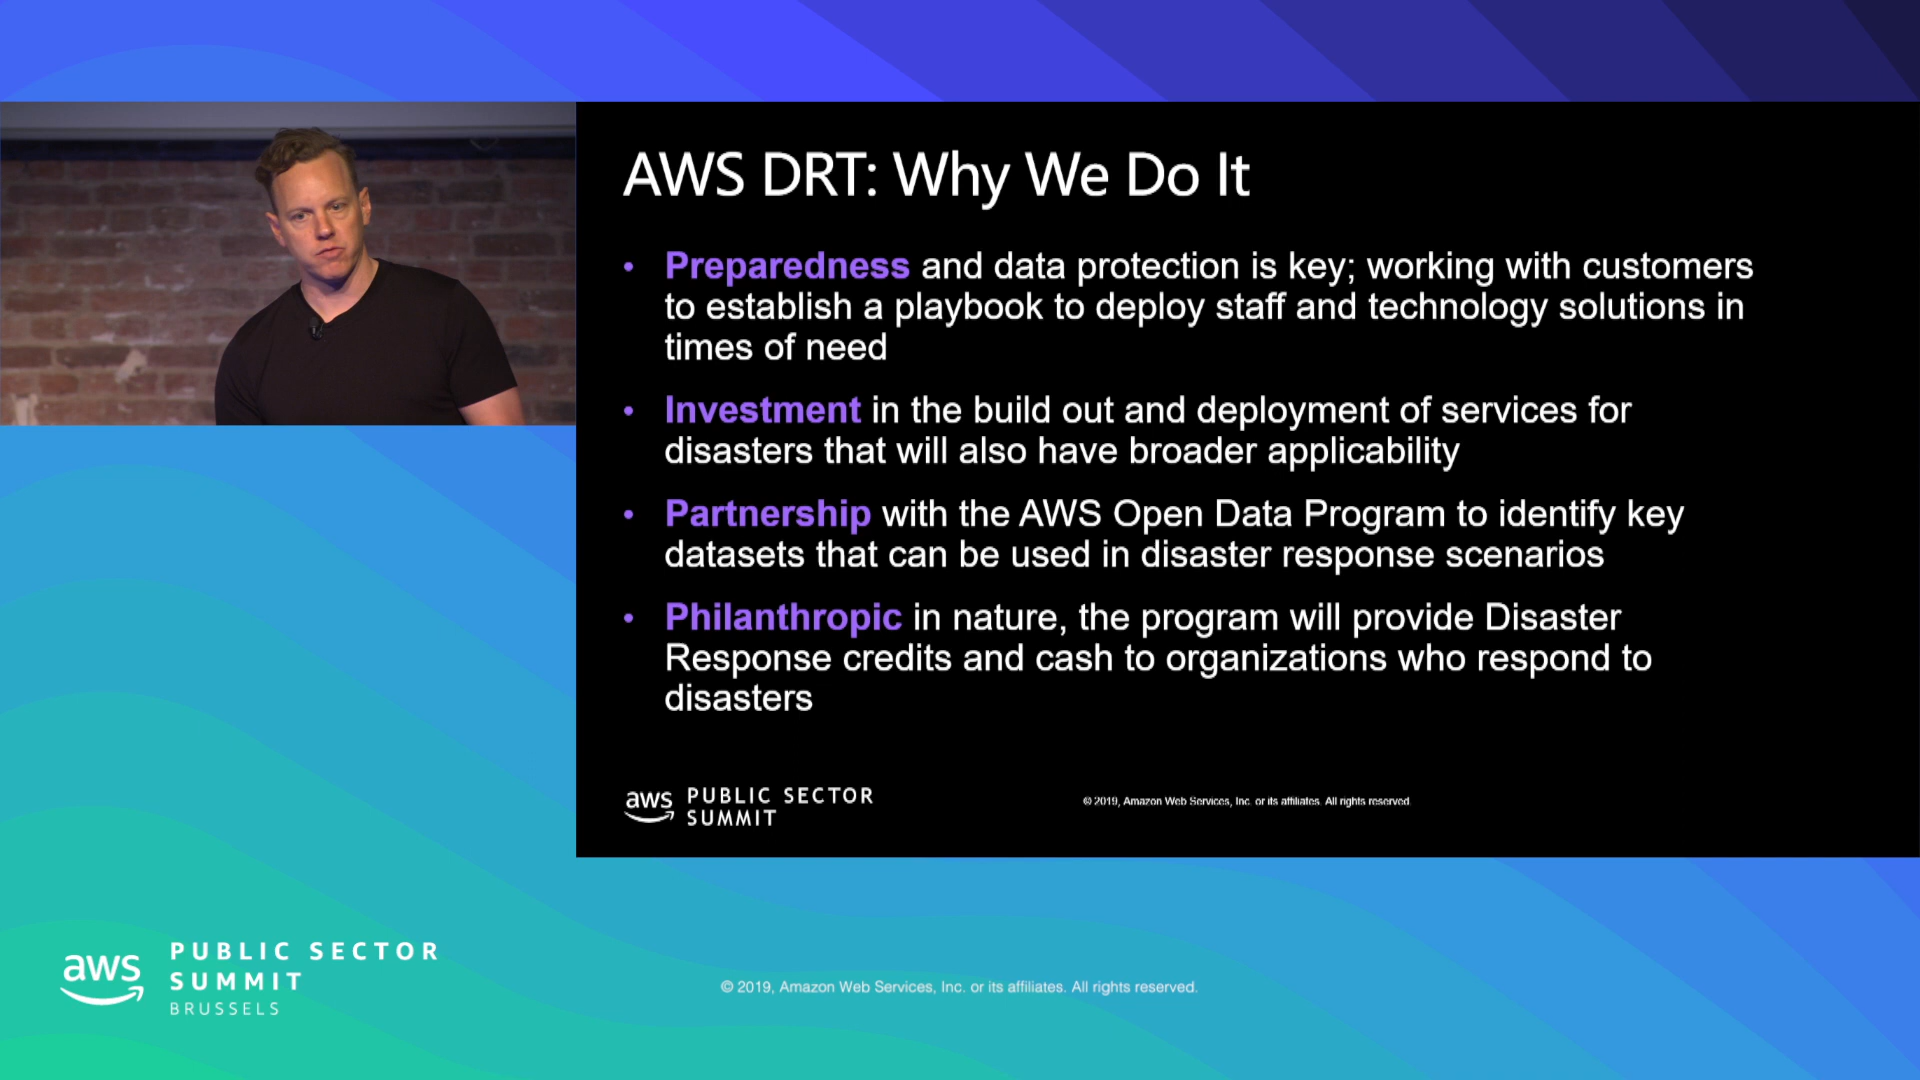 AWS DRT: Why We Do It
• Preparedness and data protection is key; working with customers
to establish a playbook to deploy staff and technology solutions in
times of need
• Investment in the build out and deployment of services for
disasters that will also have broader applicability
• Partnership with the AWS Open Data Program to identify key
datasets that can be used in disaster response scenarios
• Philanthropic in nature, the program will provide Disaster
Response credits and cash to organizations who respond to
disasters
aws PUBLIC SECTOR
SUMMIT
© 2019, Amazon Web Services, Inc. or its affiliates. All rights reserved.
aws PUBLIC SECTOR
SUMMIT
BRUSSELS
© 2019, Amazon Web Services, Inc. or its affiliates. All rights reserved.